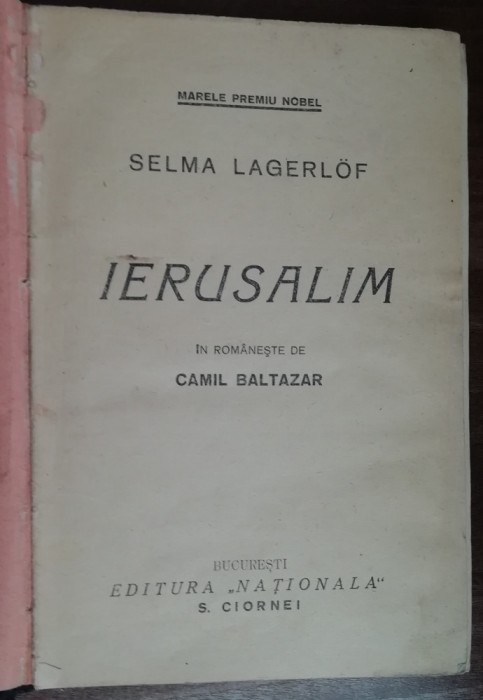 MARELE PREMIU NOBEL
SELMA LAGERLÖF
IERUSALIM
ÎN ROMÂNEȘTE DE
CAMIL BALTAZAR
BUCUREȘTI
EDITURA „NAȚIONALA"
S. CIORNEI